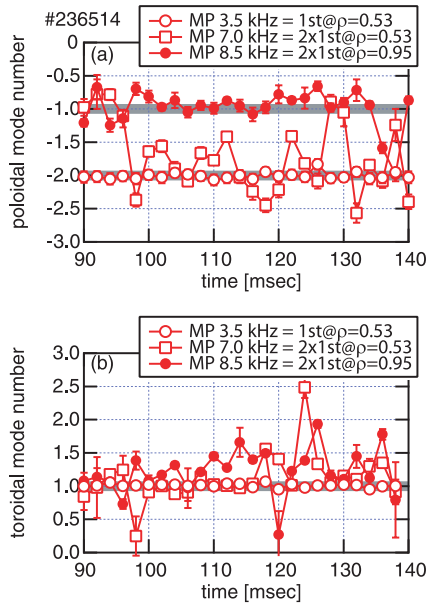 #236514
MP 3.5 kHz = 1st@ρ=0.53
MP 7.0 kHz = 2x1st@ρ=0.53
MP 8.5 kHz = 2x1st@ρ=0.95
(a)
poloidal mode number
-0
-0.5
-1.0
-1.5
-2.0
-2.5
-3.0
90 100 110 120 130 140
time [msec]
MP 3.5 kHz = 1st@ρ=0.53
MP 7.0 kHz = 2x1st@ρ=0.53
MP 8.5 kHz = 2x1st@ρ=0.95
(b)
toroidal mode number
3.0
2.5
2.0
1.5
1.0
0.5
0.0
90 100 110 120 130 140
time [msec]